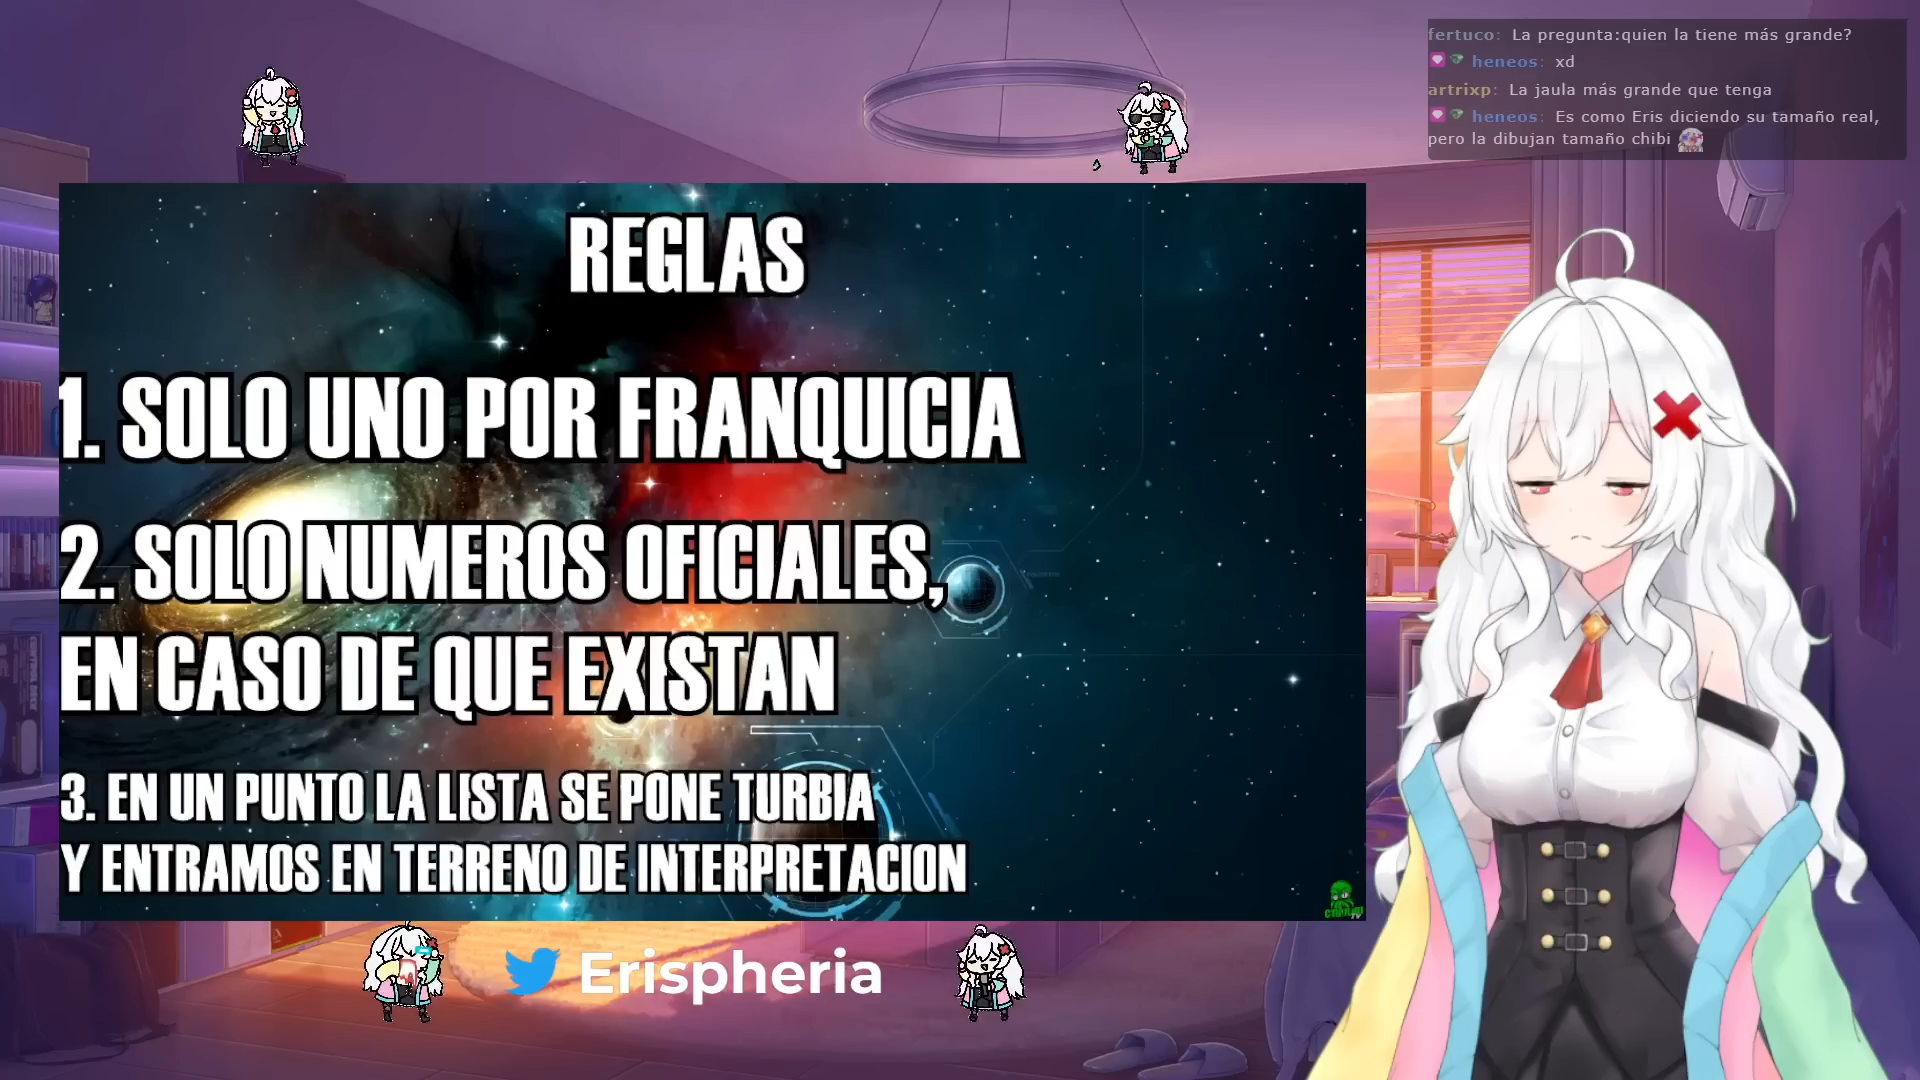 fertuco: La pregunta:quien la tiene más grande?
heneos: xd
artrixp: La jaula más grande que tenga
heneos: Es como Eris diciendo su tamaño real,
pero la dibujan tamaño chibi
REGLAS
1. SOLO UNO POR FRANQUICIA
2. SOLO NUMEROS OFICIALES,
EN CASO DE QUE EXISTAN
3. EN UN PUNTO LA LISTA SE PONE TURBIA
Y ENTRAMOS EN TERRENO DE INTERPRETACION
CTHULHU
TV
Erispheria